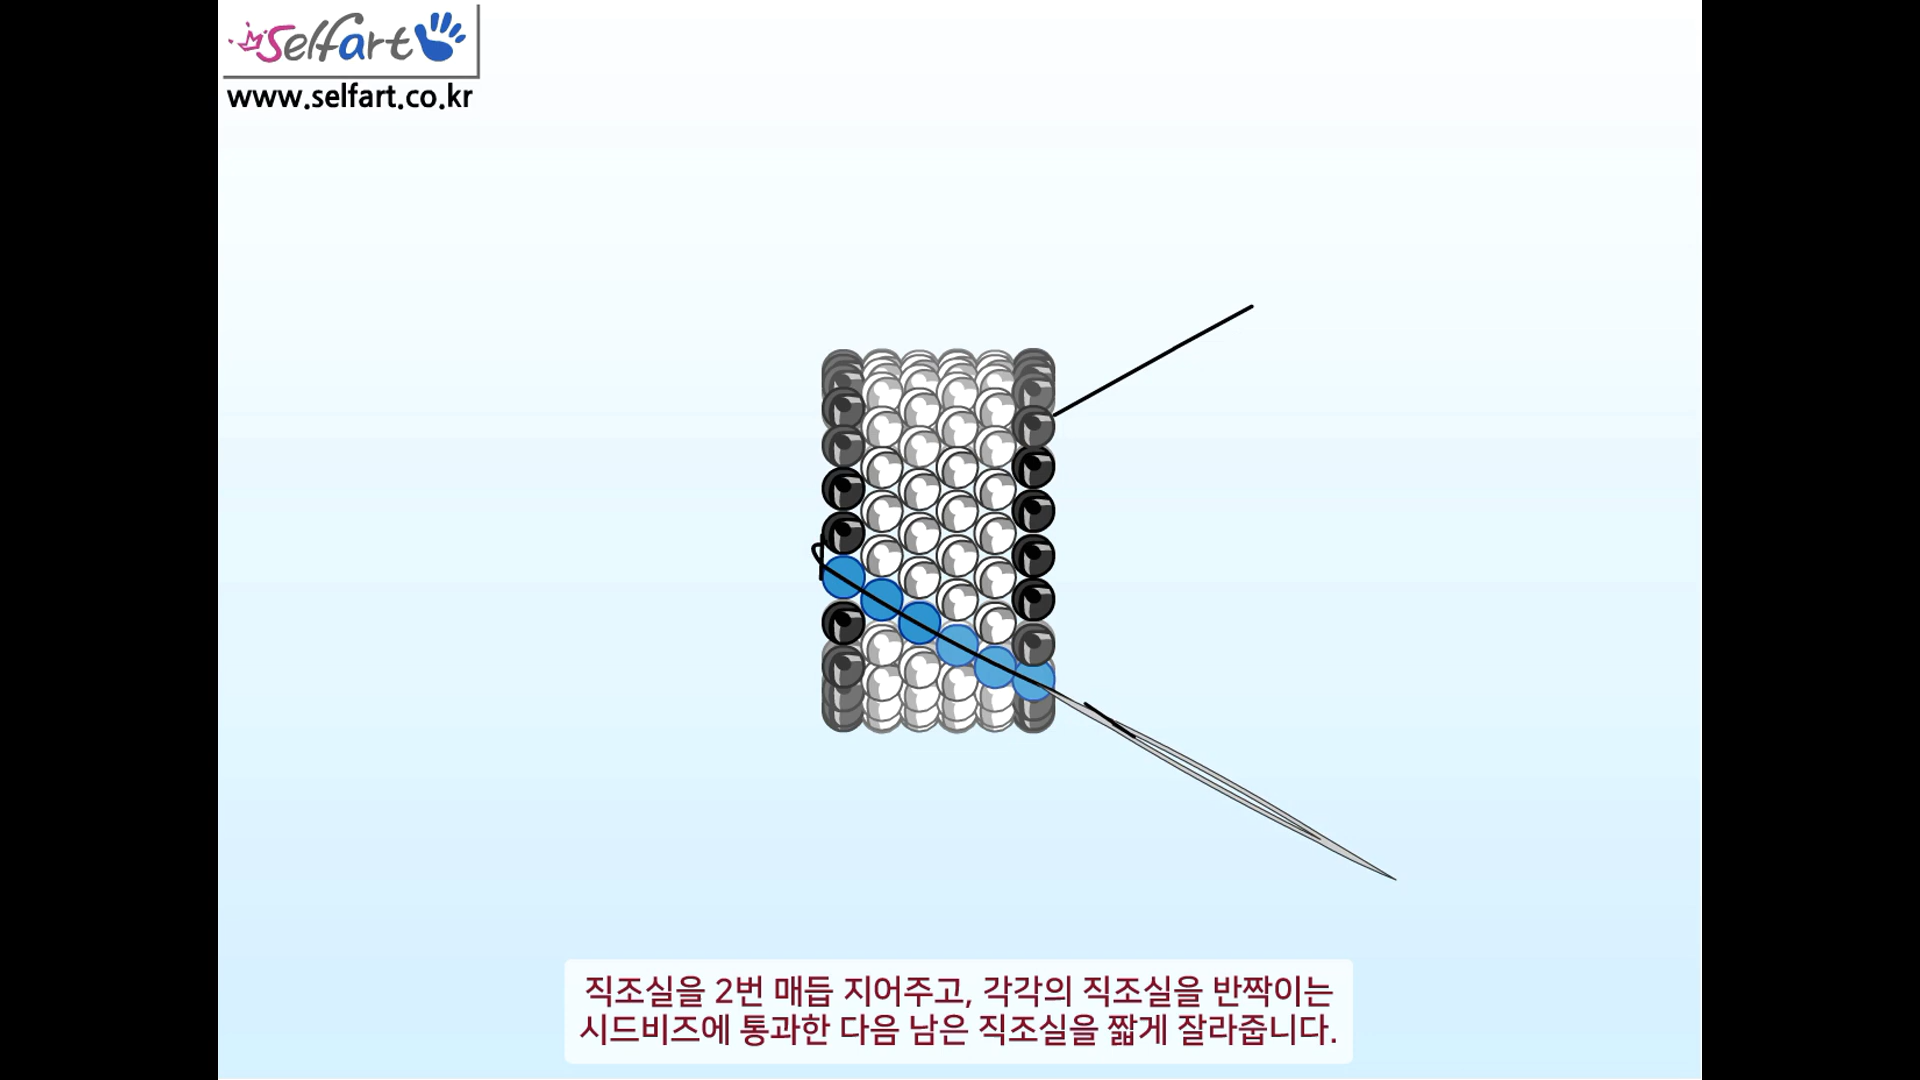 Selfart
www.selfart.co.kr
직조실을 2번 매듭 지어주고, 각각의 직조실을 반짝이는
시드비즈에 통과한 다음 남은 직조실을 짧게 잘라줍니다.